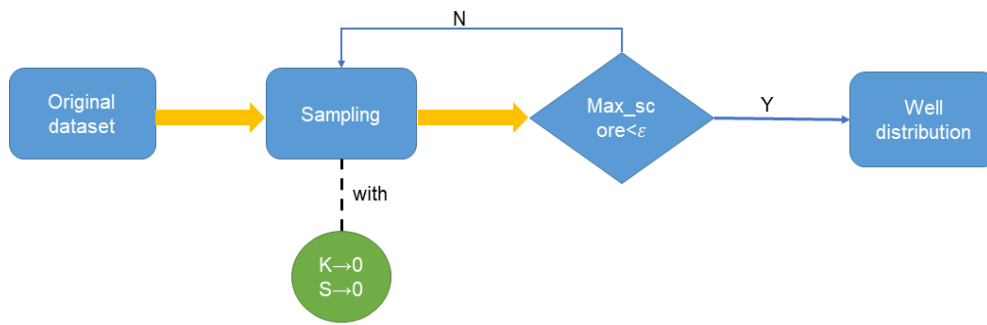 N
Original
dataset
Sampling
Max_sc
ore<ε
Y
Well
distribution
with
K→0
S→0